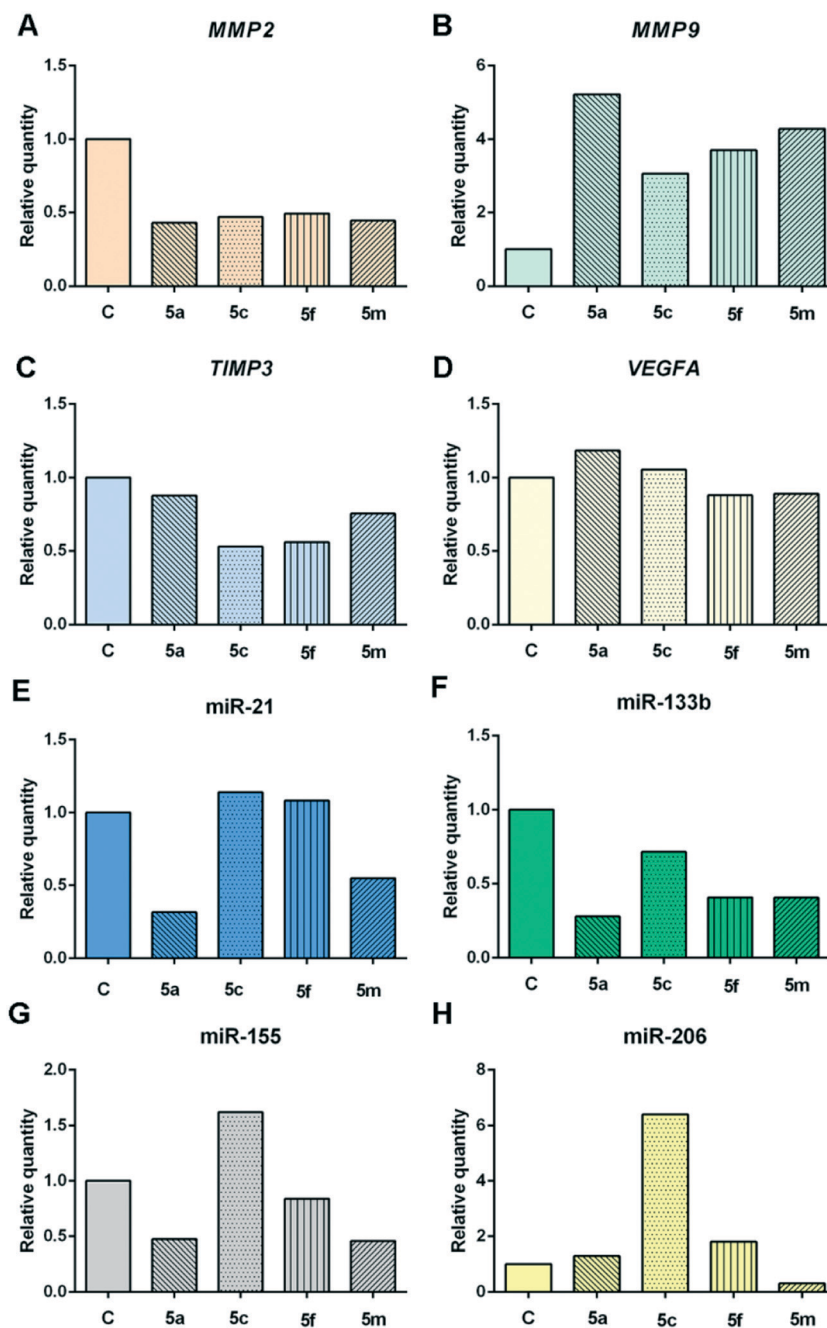 A
MMP2
Relative quantity
1.5
1.0
0.5
0.0
C 5a 5c 5f 5m
B
MMP9
Relative quantity
6
4
2
0
C 5a 5c 5f 5m
C
TIMP3
Relative quantity
1.5
1.0
0.5
0.0
C 5a 5c 5f 5m
D
VEGFA
Relative quantity
1.5
1.0
0.5
0.0
C 5a 5c 5f 5m
E
miR-21
Relative quantity
1.5
1.0
0.5
0.0
C 5a 5c 5f 5m
F
miR-133b
Relative quantity
1.5
1.0
0.5
0.0
C 5a 5c 5f 5m
G
miR-155
Relative quantity
2.0
1.5
1.0
0.5
0.0
C 5a 5c 5f 5m
H
miR-206
Relative quantity
8
6
4
2
0
C 5a 5c 5f 5m